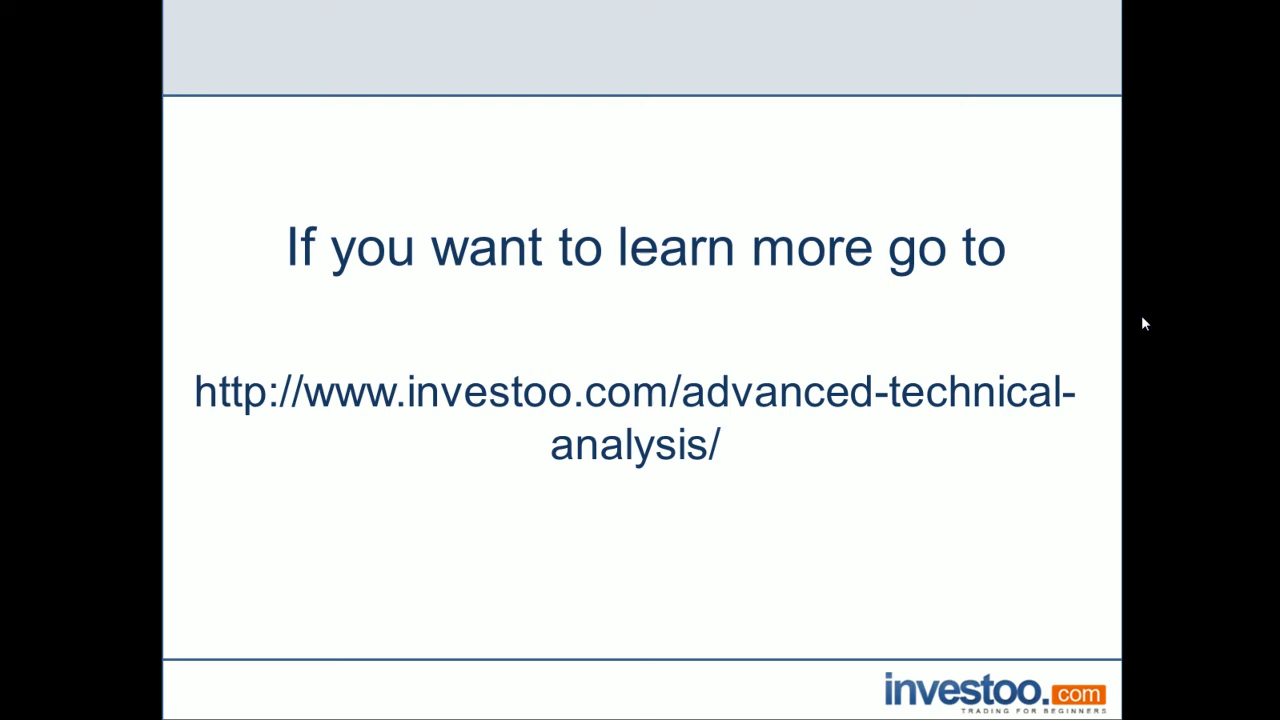 If you want to learn more go to
http://www.investoo.com/advanced-technical-
analysis/
investoo.com
TRADING FOR BEGINNERS